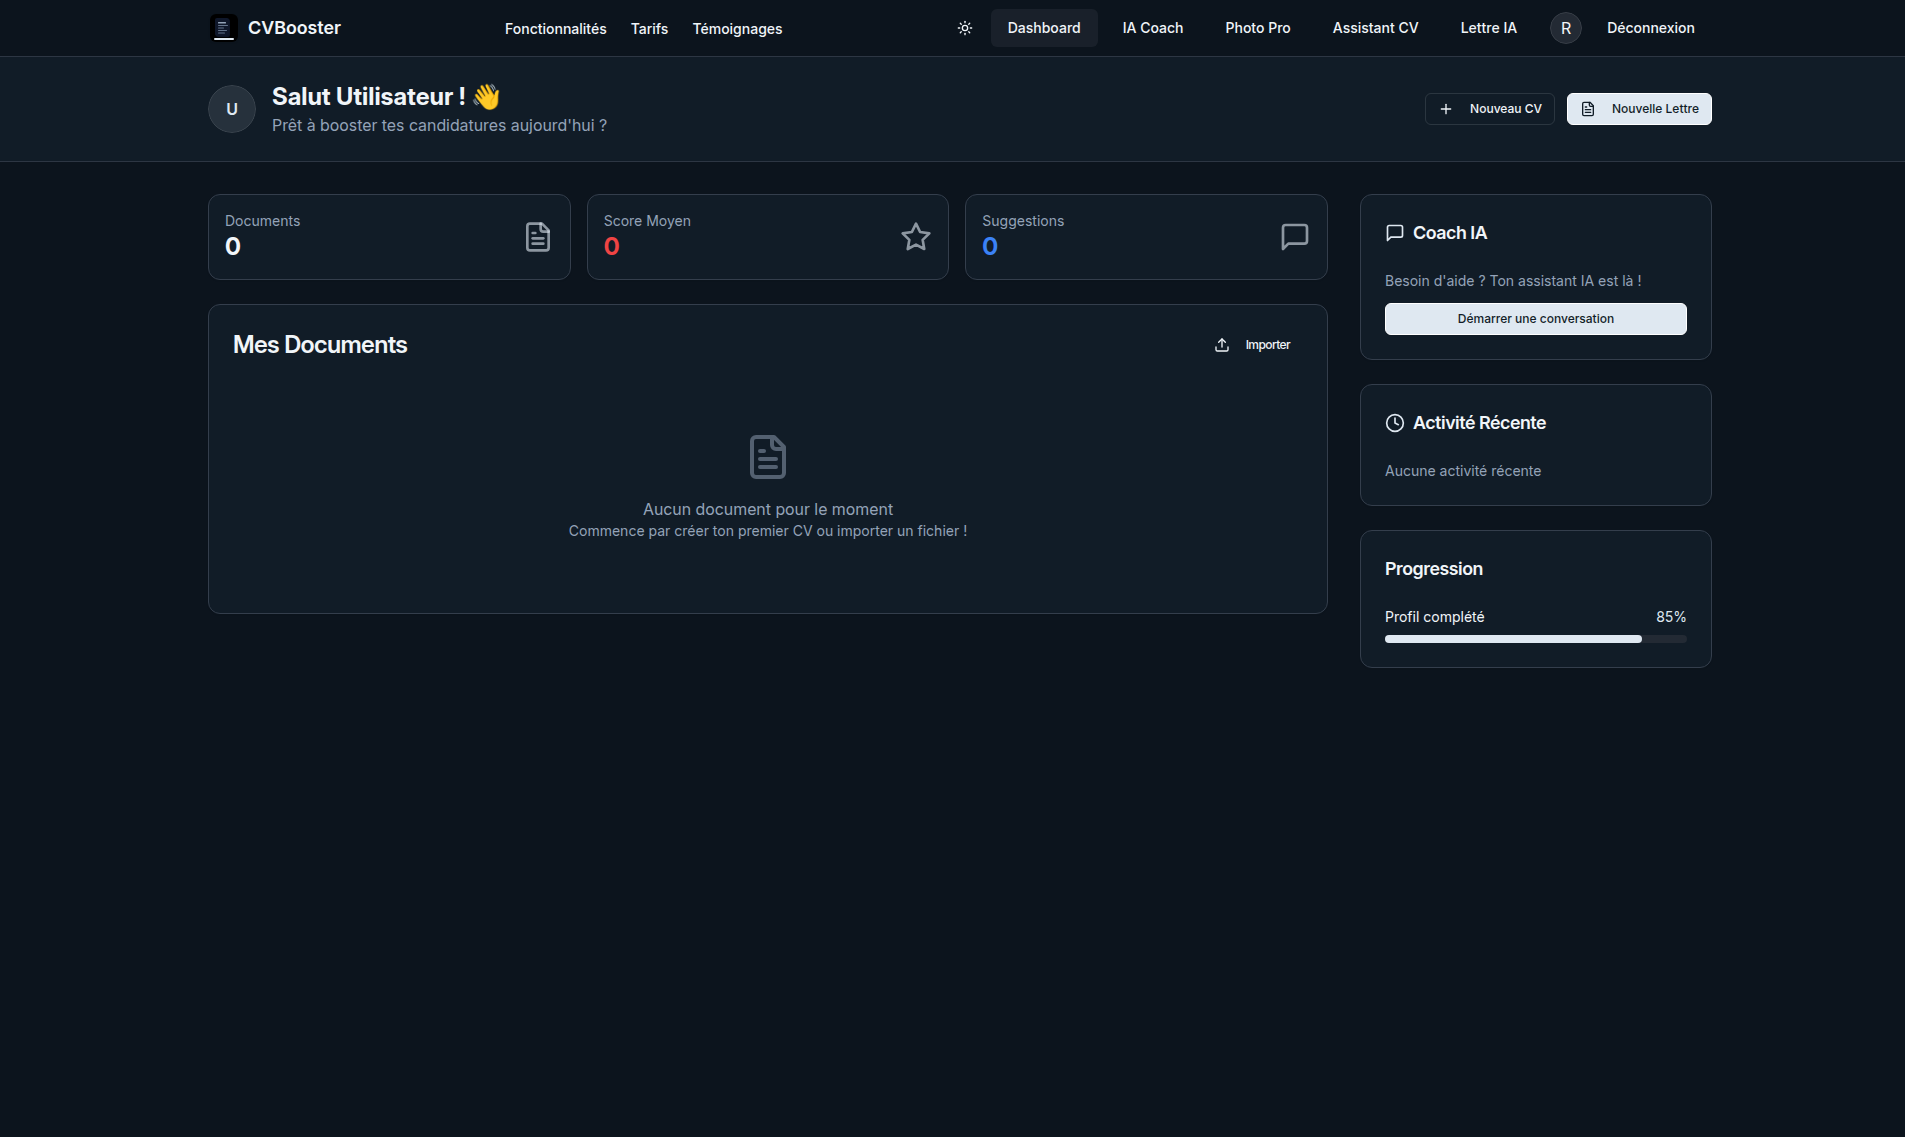 CVBooster
Fonctionnalités
Tarifs
Témoignages
Dashboard
IA Coach
Photo Pro
Assistant CV
Lettre IA
R
Déconnexion
U
Salut Utilisateur ! 👋
Prêt à booster tes candidatures aujourd'hui ?
Nouveau CV
Nouvelle Lettre
Documents
0
Score Moyen
0
Suggestions
0
Mes Documents
Importer
Aucun document pour le moment
Commence par créer ton premier CV ou importer un fichier !
Coach IA
Besoin d'aide ? Ton assistant IA est là !
Démarrer une conversation
Activité Récente
Aucune activité récente
Progression
Profil complété
85%